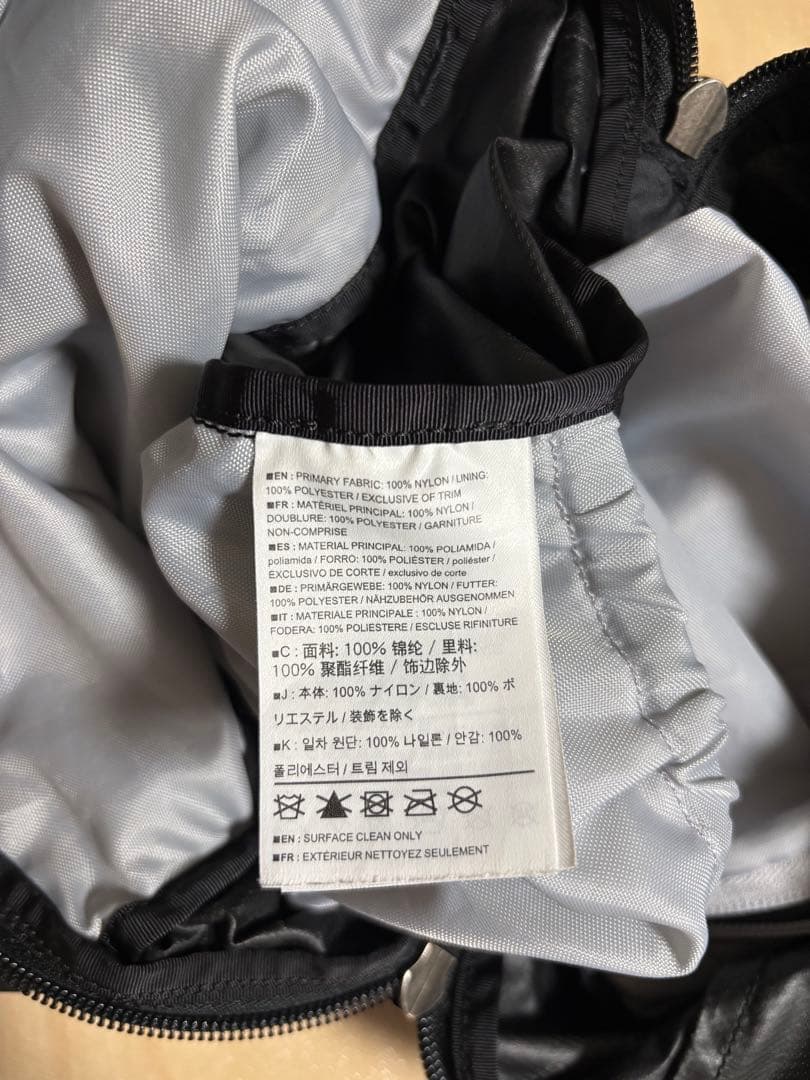 ■EN : PRIMARY FABRIC: 100% NYLON / LINING:
100% POLYESTER / EXCLUSIVE OF TRIM
■FR : MATÉRIEL PRINCIPAL: 100% NYLON /
DOUBLURE: 100% POLYESTER / GARNITURE
NON-COMPRISE
■ES : MATERIAL PRINCIPAL: 100% POLIAMIDA /
poliamida / FORRO: 100% POLIÉSTER / poliéster /
EXCLUSIVO DE CORTE / exclusivo de corte
■DE : PRIMÄRGEWEBE: 100% NYLON / FUTTER:
100% POLYESTER / NÄHZUBEHÖR AUSGENOMMEN
■IT : MATERIALE PRINCIPALE : 100% NYLON /
FODERA: 100% POLIESTERE / ESCLUSE RIFINITURE
■C : 面料: 100% 锦纶 / 里料:
100% 聚酯纤维 / 饰边除外
■J : 本体: 100% ナイロン / 裏地: 100% ポ
リエステル / 装飾を除く
■K : 일차 원단: 100% 나일론 / 안감: 100%
폴리에스터 / 트림 제외
■EN : SURFACE CLEAN ONLY
■FR : EXTÉRIEUR NETTOYEZ SEULEMENT